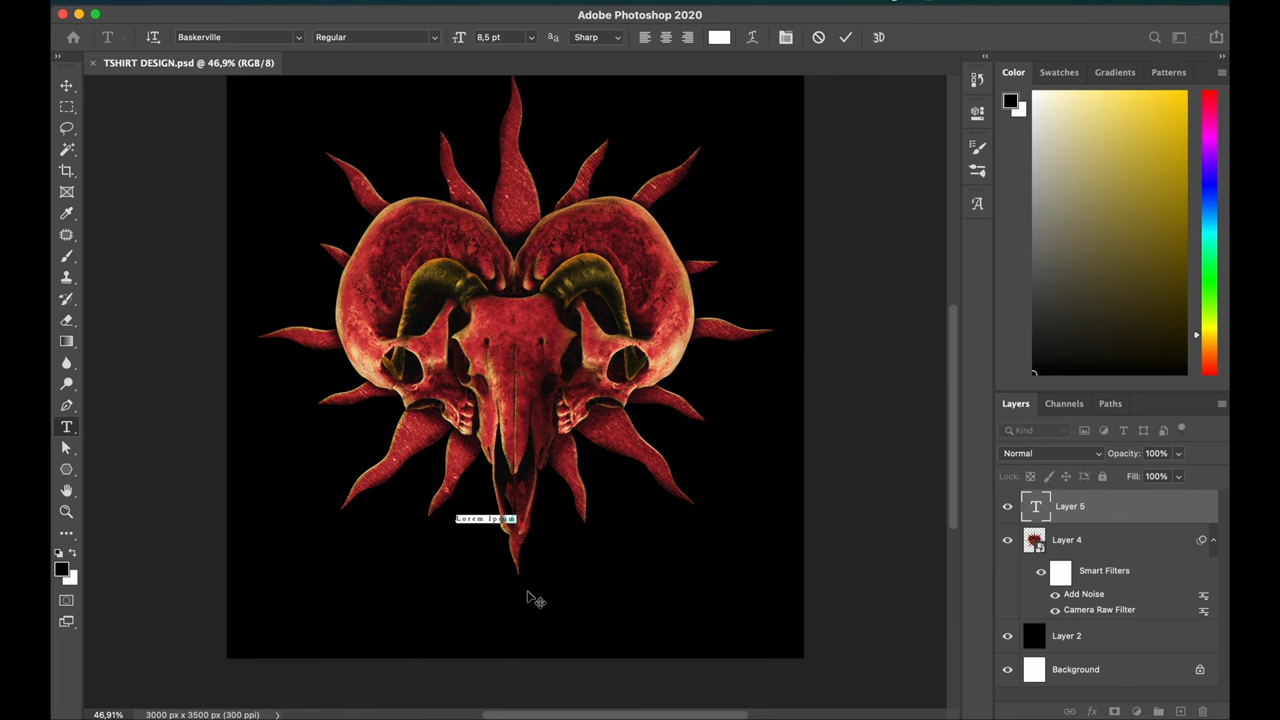 Adobe Photoshop 2020
T Baskerville Regular 8,5 pt Sharp 3D
TSHIRT DESIGN.psd @ 46,9% (RGB/8)
Color Swatches Gradients Patterns
Layers Channels Paths
Kind
Normal Opacity: 100%
Lock: Fill: 100%
T Layer 5
Layer 4
Smart Filters
Add Noise
Camera Raw Filter
Layer 2
Background
Lorem Ipsum
46,91% 3000 px x 3500 px (300 ppi)